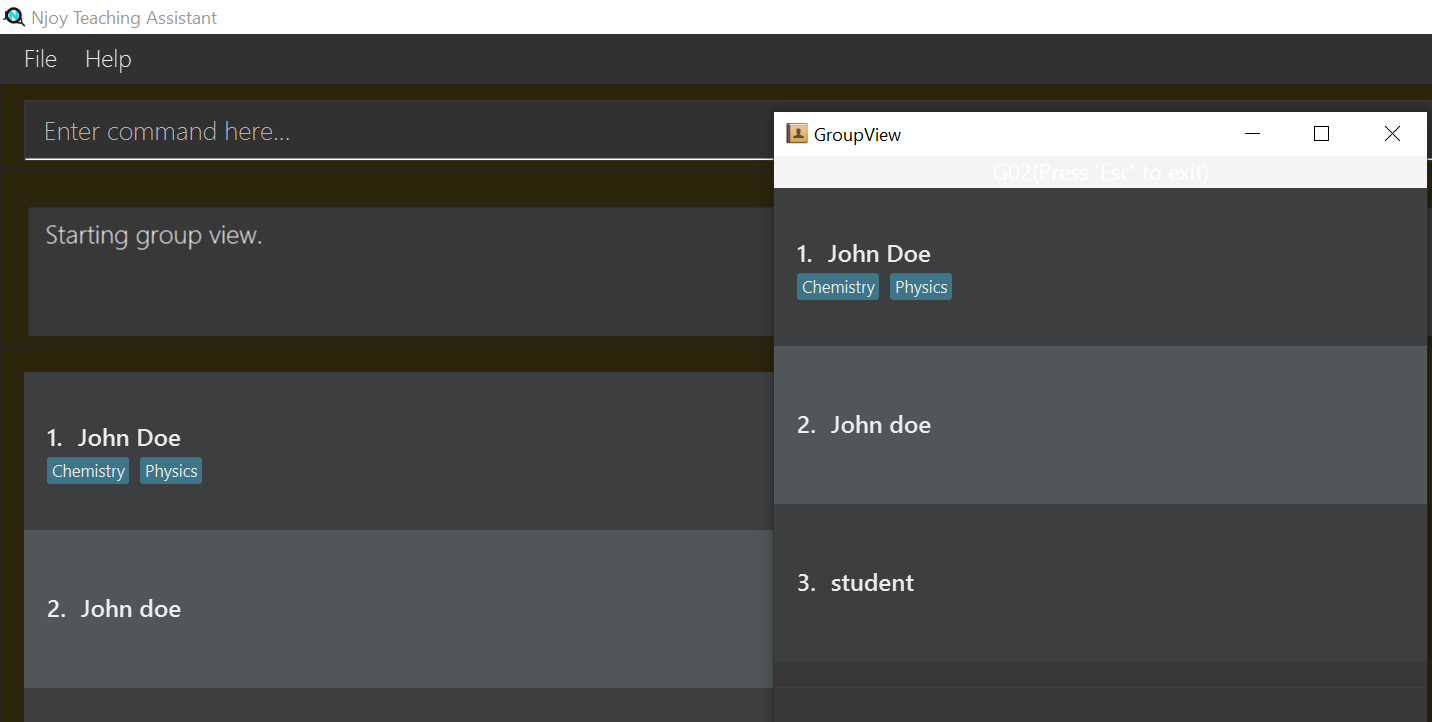 Njoy Teaching Assistant
File Help
Enter command here...
Starting group view.
1. John Doe
Chemistry Physics
2. John doe
GroupView
G02(Press 'Esc' to exit)
1. John Doe
Chemistry Physics
2. John doe
3. student